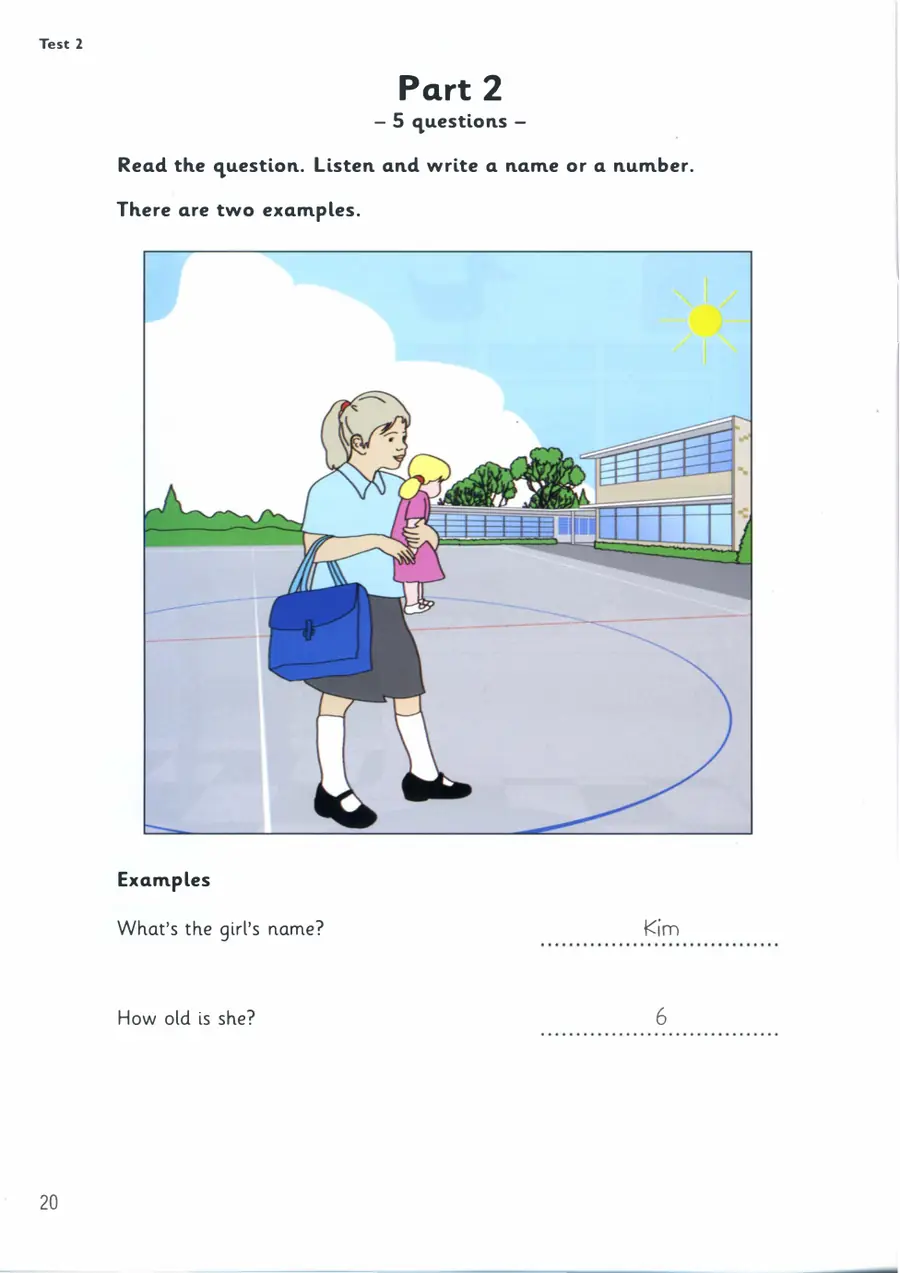 Test 2
Part 2
– 5 questions –
Read the question. Listen and write a name or a number.
There are two examples.
Examples
What's the girl's name? Kim
How old is she? 6
20